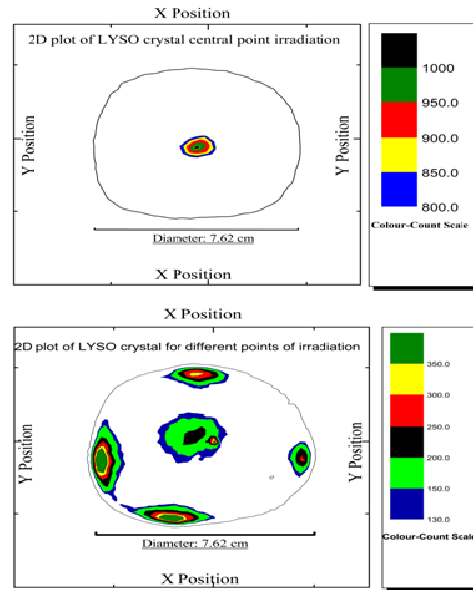 X Position
2D plot of LYSO crystal central point irradiation
Y Position
Y Position
Diameter: 7.62 cm
X Position
1000
950.0
900.0
850.0
800.0
Colour-Count Scale
X Position
2D plot of LYSO crystal for different points of irradiation
Y Position
Y Position
Diameter: 7.62 cm
X Position
350.0
300.0
250.0
200.0
150.0
130.0
Colour-Count Scale